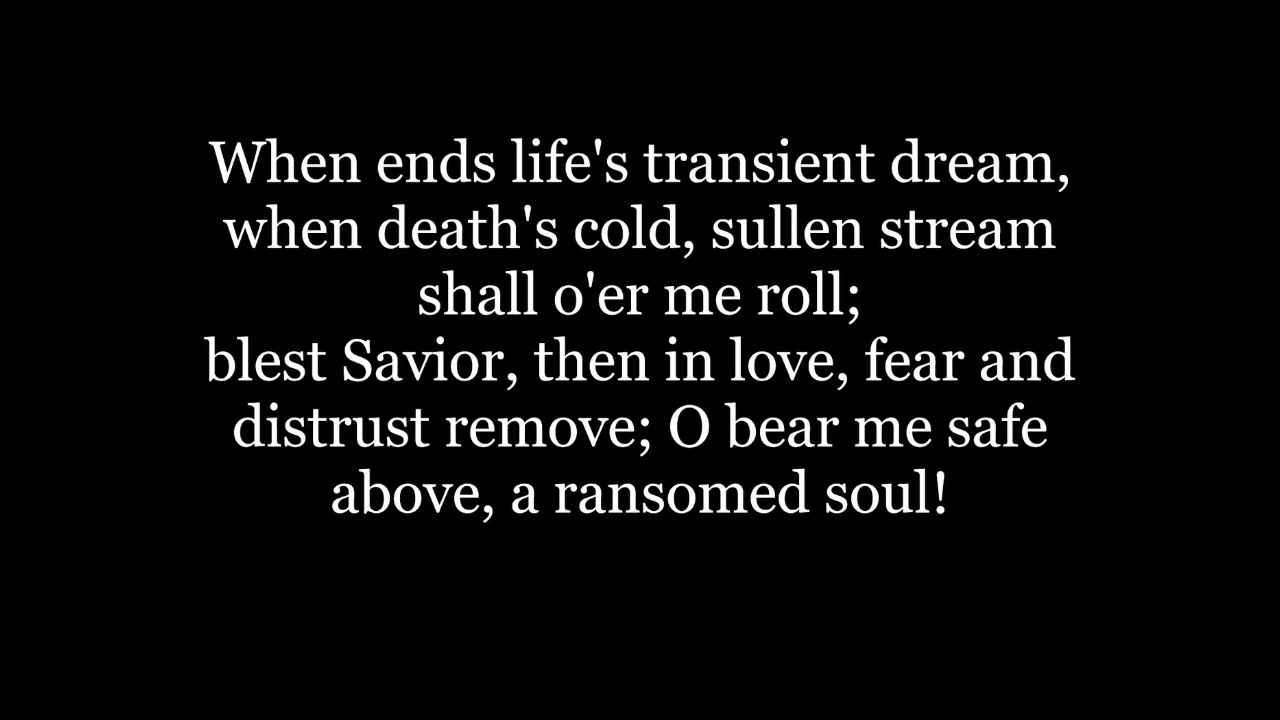 When ends life's transient dream,
when death's cold, sullen stream
shall o'er me roll;
blest Savior, then in love, fear and
distrust remove; O bear me safe
above, a ransomed soul!